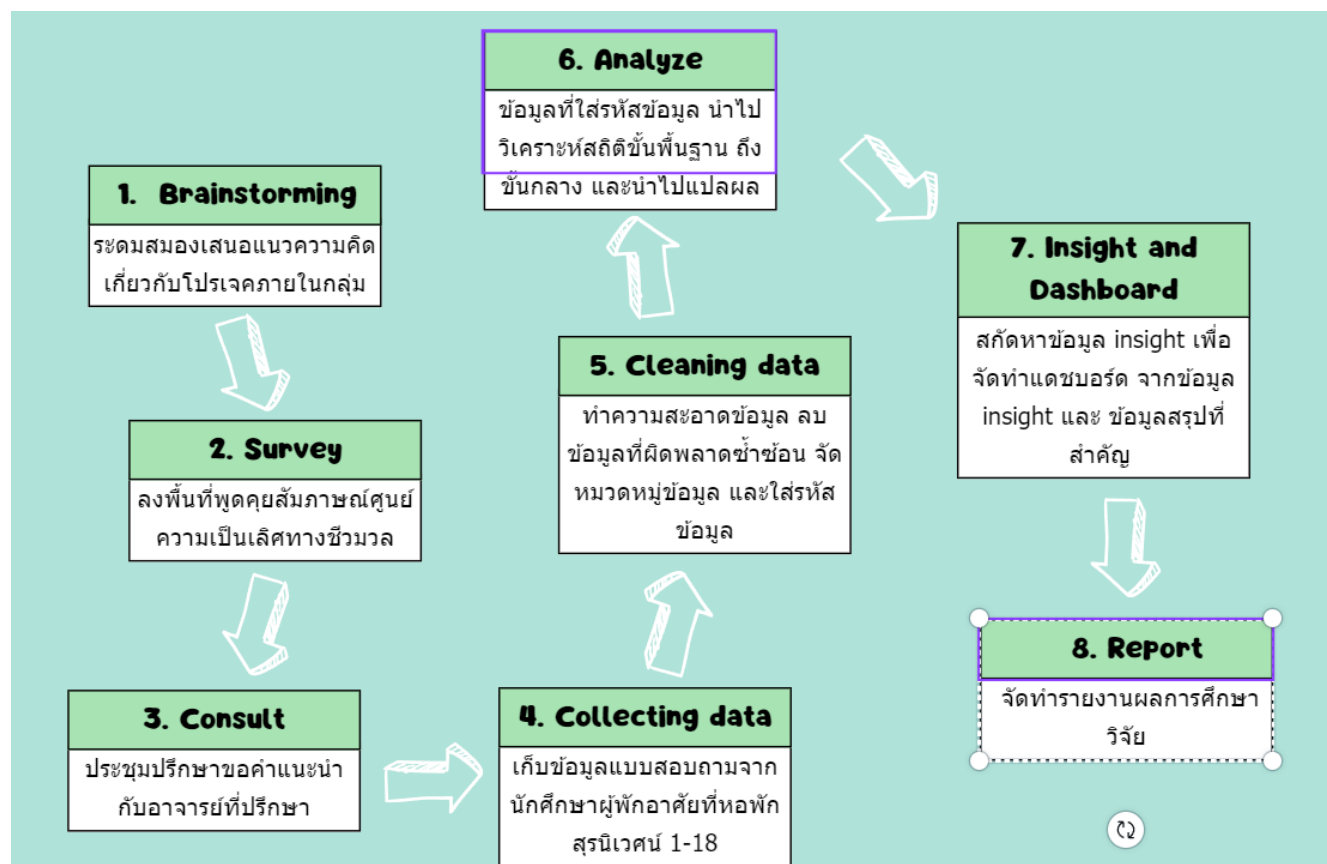 1. Brainstorming
ระดมสมองเสนอแนวความคิด
เกี่ยวกับโปรเจคภายในกลุ่ม
2. Survey
ลงพื้นที่พูดคุยสัมภาษณ์ศูนย์
ความเป็นเลิศทางชีวมวล
3. Consult
ประชุมปรึกษาขอคำแนะนำ
กับอาจารย์ที่ปรึกษา
4. Collecting data
เก็บข้อมูลแบบสอบถามจาก
นักศึกษาผู้พักอาศัยที่หอพัก
สุรนิเวศน์ 1-18
5. Cleaning data
ทำความสะอาดข้อมูล ลบ
ข้อมูลที่ผิดพลาดซ้ำซ้อน จัด
หมวดหมู่ข้อมูล และใส่รหัส
ข้อมูล
6. Analyze
ข้อมูลที่ใส่รหัสข้อมูล นำไป
วิเคราะห์สถิติขั้นพื้นฐาน ถึง
ขั้นกลาง และนำไปแปลผล
7. Insight and
Dashboard
สกัดหาข้อมูล insight เพื่อ
จัดทำแดชบอร์ด จากข้อมูล
insight และ ข้อมูลสรุปที่
สำคัญ
8. Report
จัดทำรายงานผลการศึกษา
วิจัย